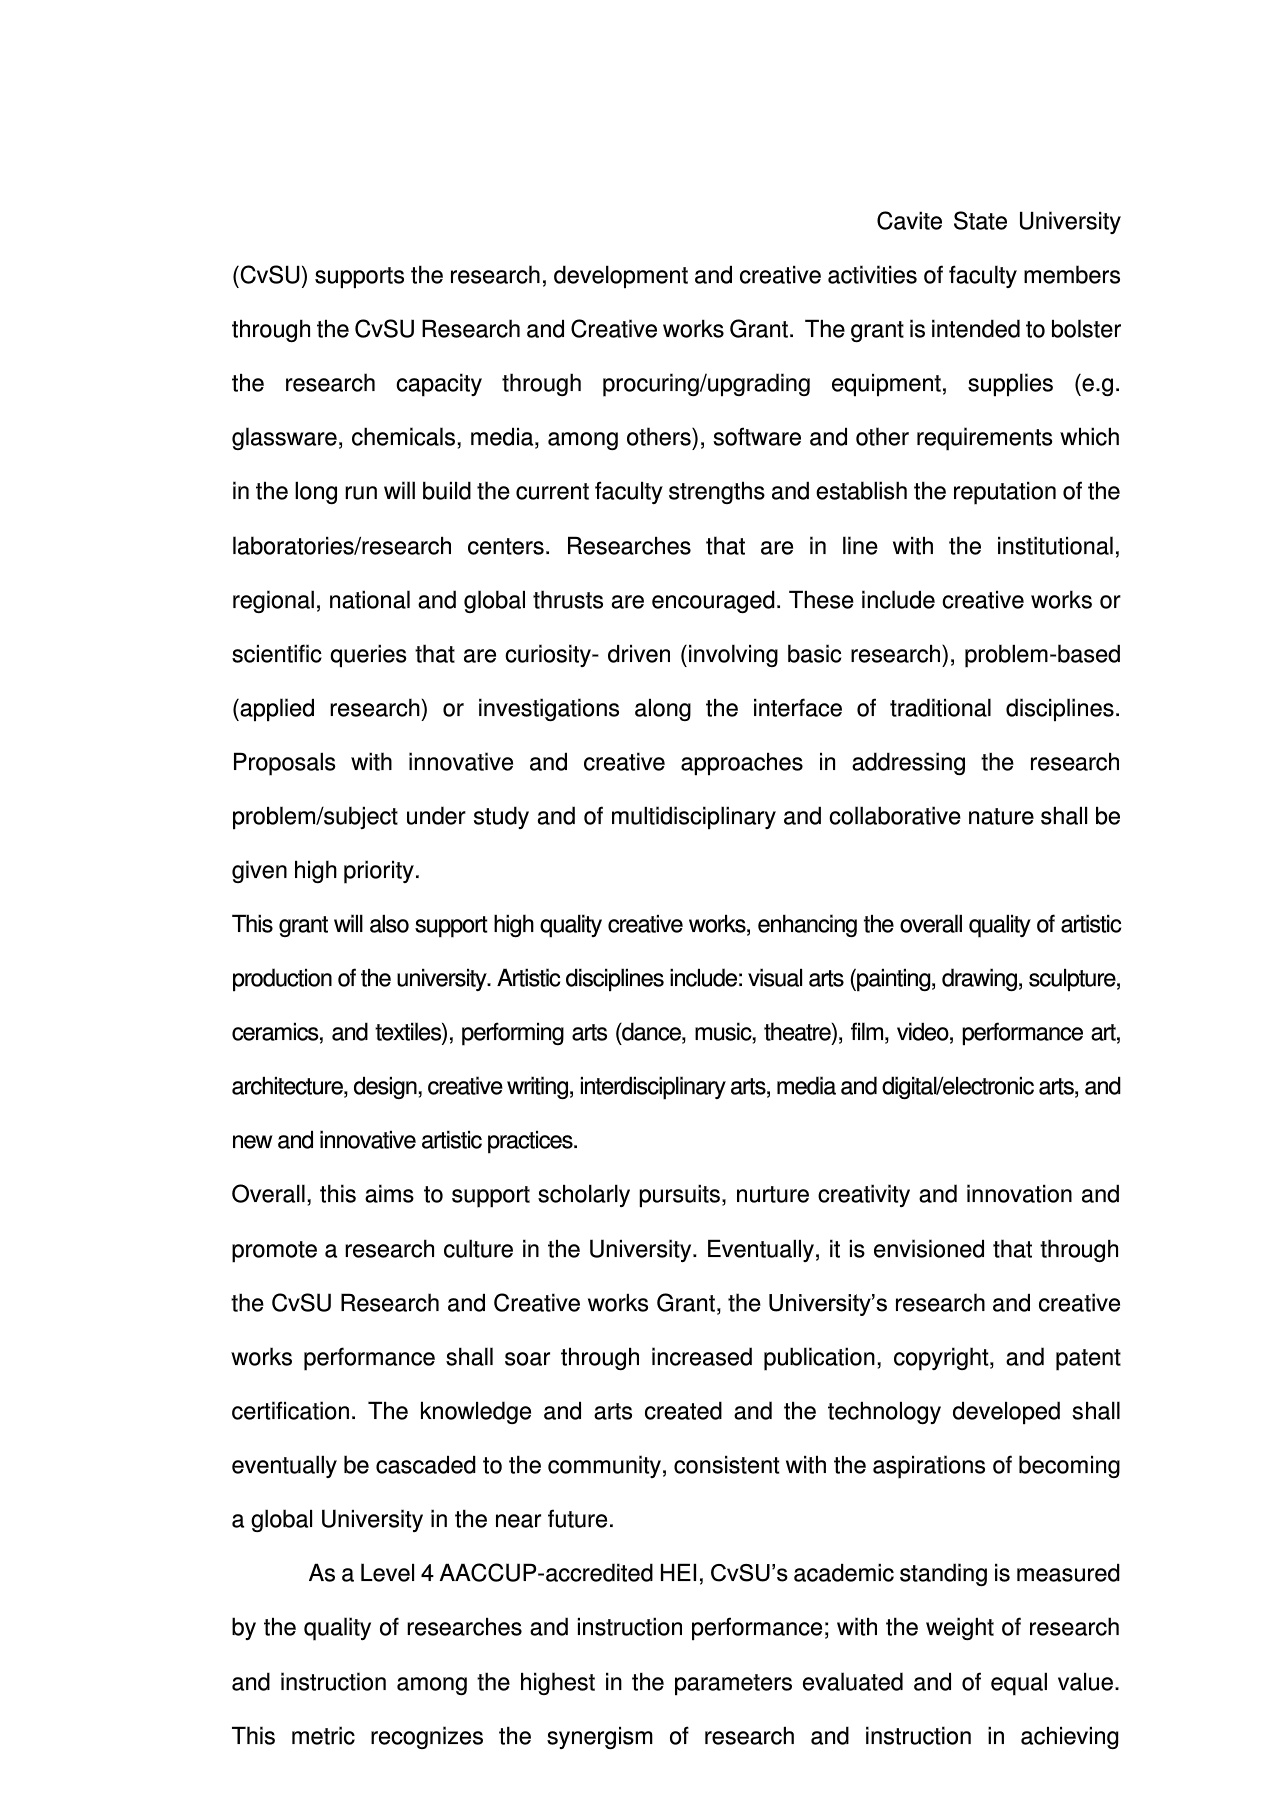 Cavite State University
(CvSU) supports the research, development and creative activities of faculty members
through the CvSU Research and Creative works Grant. The grant is intended to bolster
the research capacity through procuring/upgrading equipment, supplies (e.g.
glassware, chemicals, media, among others), software and other requirements which
in the long run will build the current faculty strengths and establish the reputation of the
laboratories/research centers. Researches that are in line with the institutional,
regional, national and global thrusts are encouraged. These include creative works or
scientific queries that are curiosity- driven (involving basic research), problem-based
(applied research) or investigations along the interface of traditional disciplines.
Proposals with innovative and creative approaches in addressing the research
problem/subject under study and of multidisciplinary and collaborative nature shall be
given high priority.
This grant will also support high quality creative works, enhancing the overall quality of artistic
production of the university. Artistic disciplines include: visual arts (painting, drawing, sculpture,
ceramics, and textiles), performing arts (dance, music, theatre), film, video, performance art,
architecture, design, creative writing, interdisciplinary arts, media and digital/electronic arts, and
new and innovative artistic practices.
Overall, this aims to support scholarly pursuits, nurture creativity and innovation and
promote a research culture in the University. Eventually, it is envisioned that through
the CvSU Research and Creative works Grant, the University’s research and creative
works performance shall soar through increased publication, copyright, and patent
certification. The knowledge and arts created and the technology developed shall
eventually be cascaded to the community, consistent with the aspirations of becoming
a global University in the near future.
As a Level 4 AACCUP-accredited HEI, CvSU’s academic standing is measured
by the quality of researches and instruction performance; with the weight of research
and instruction among the highest in the parameters evaluated and of equal value.
This metric recognizes the synergism of research and instruction in achieving